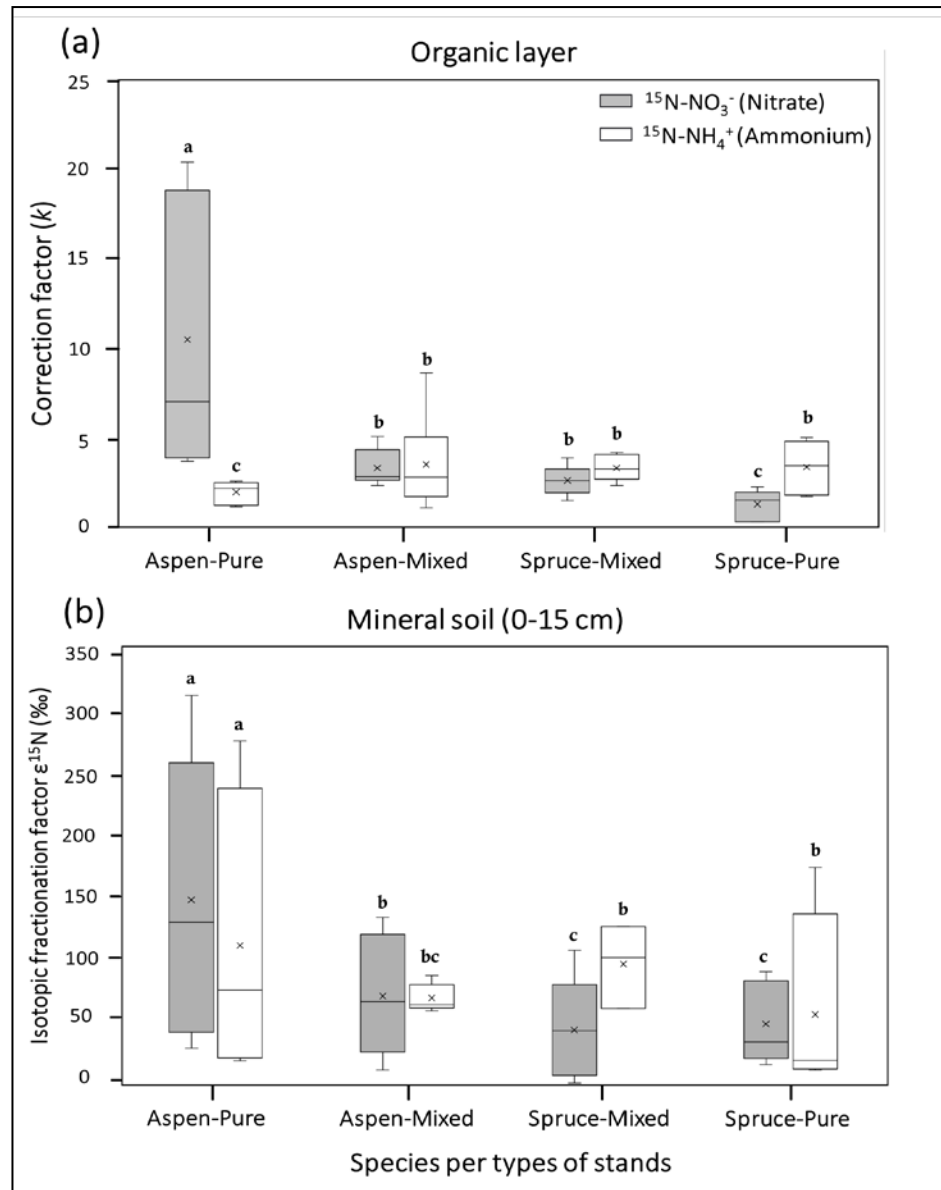 (a)
Organic layer
Correction factor (k)
25
20
15
10
5
0
¹⁵N-NO₃⁻ (Nitrate)
¹⁵N-NH₄⁺ (Ammonium)
a
c
b
b
b
b
c
b
Aspen-Pure Aspen-Mixed Spruce-Mixed Spruce-Pure
(b)
Mineral soil (0-15 cm)
Isotopic fractionation factor ε¹⁵N (‰)
350
300
250
200
150
100
50
0
a
a
b
bc
c
b
c
b
Aspen-Pure Aspen-Mixed Spruce-Mixed Spruce-Pure
Species per types of stands